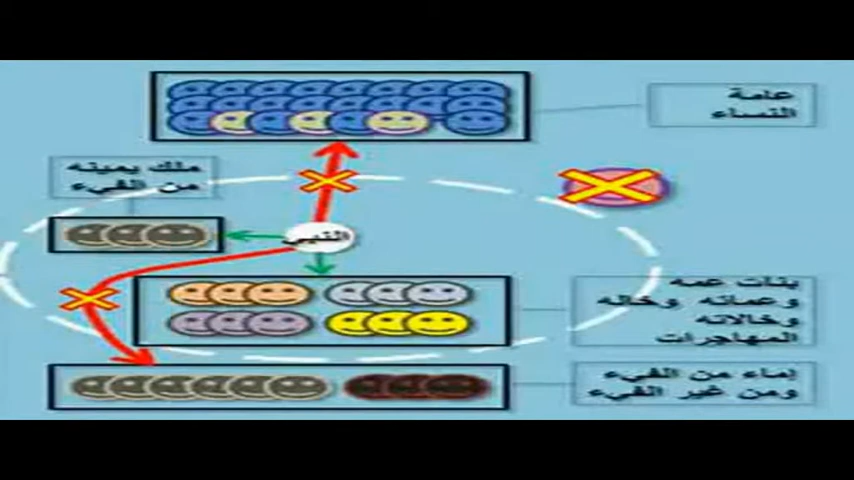 عامة
النساء
ملك يمينه
من الفيء
النبي
بنات عمه
وعماته وخاله
وخالاته
المهاجرات
إماء من الفيء
ومن غير الفيء